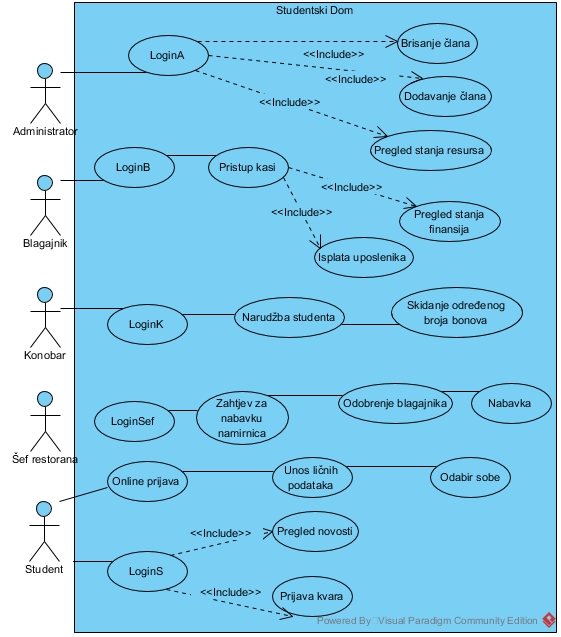 Studentski Dom
LoginA
<<Include>>
Brisanje člana
<<Include>>
Dodavanje člana
<<Include>>
Pregled stanja resursa
Administrator
LoginB
Pristup kasi
<<Include>>
Pregled stanja
finansija
<<Include>>
Isplata uposlenika
Blagajnik
LoginK
Narudžba studenta
Skidanje određenog
broja bonova
Konobar
LoginSef
Zahtjev za
nabavku
namirnica
Odobrenje blagajnika
Nabavka
Šef restorana
Online prijava
Unos ličnih
podataka
Odabir sobe
Student
LoginS
<<Include>>
Pregled novosti
<<Include>>
Prijava kvara
Powered By Visual Paradigm Community Edition